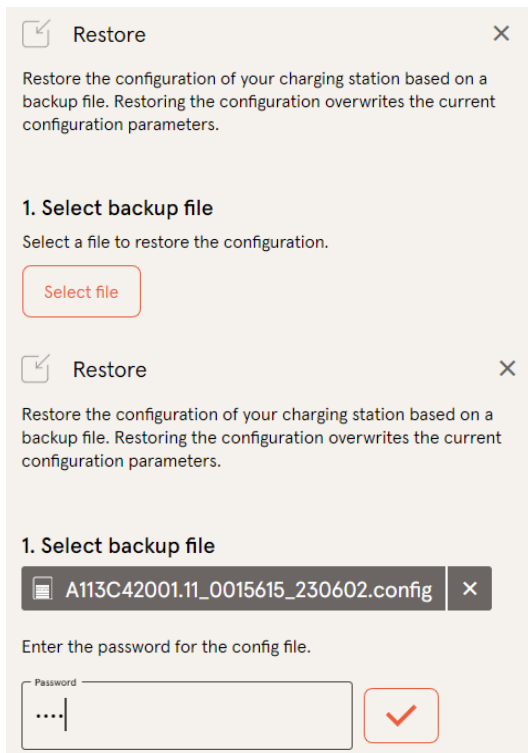 Restore
Restore the configuration of your charging station based on a
backup file. Restoring the configuration overwrites the current
configuration parameters.
1. Select backup file
Select a file to restore the configuration.
Select file
Restore
Restore the configuration of your charging station based on a
backup file. Restoring the configuration overwrites the current
configuration parameters.
1. Select backup file
A113C42001.11_0015615_230602.config
Enter the password for the config file.
Password
····